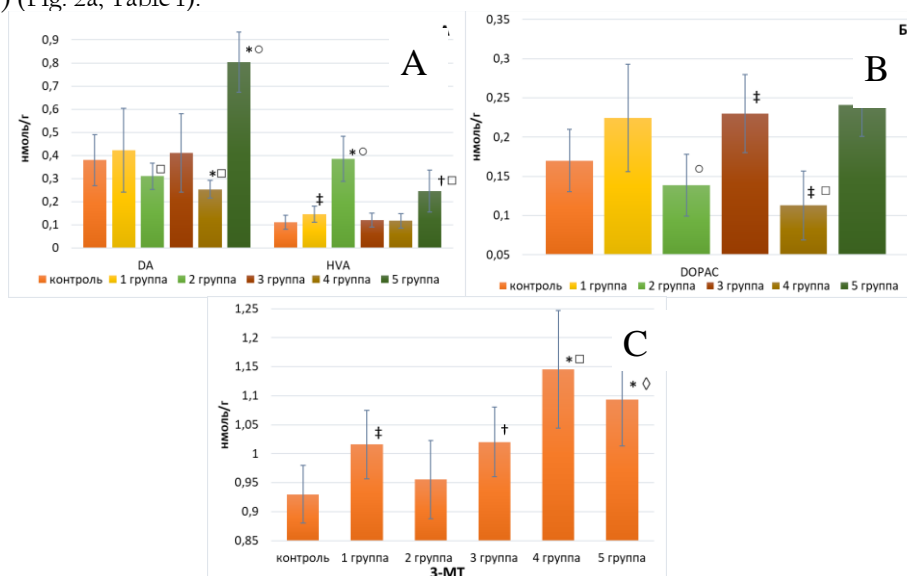 ) (Fig. 2a, Table 1).
A
0,9
0,8
0,7
0,6
0,5
0,4
0,3
0,2
0,1
0
нмоль/г
*○
□
*□
‡
*○
†□
DA HVA
контроль 1 группа 2 группа 3 группа 4 группа 5 группа
Б
B
0,35
0,3
0,25
0,2
0,15
0,1
0,05
нмоль/г
○
‡
‡ □
DOPAC
контроль 1 группа 2 группа 3 группа 4 группа 5 группа
C
1,25
1,2
1,15
1,1
1,05
1
0,95
0,9
0,85
нмоль/г
‡
†
*□
* ◊
контроль 1 группа 2 группа 3 группа 4 группа 5 группа
3-МТ